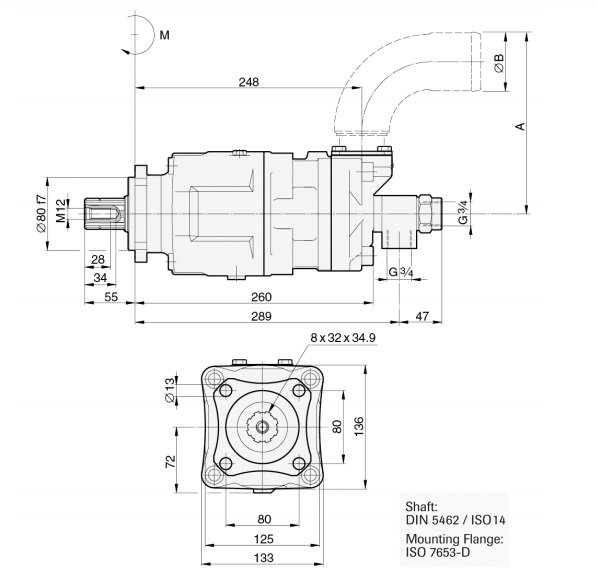 M
248
ØB
A
Ø80 f7
M12
G 3/4
G 3/4
28
34
55
260
289
47
8 x 32 x 34.9
Ø13
80
136
72
80
125
133
Shaft:
DIN 5462 / ISO14
Mounting Flange:
ISO 7653-D